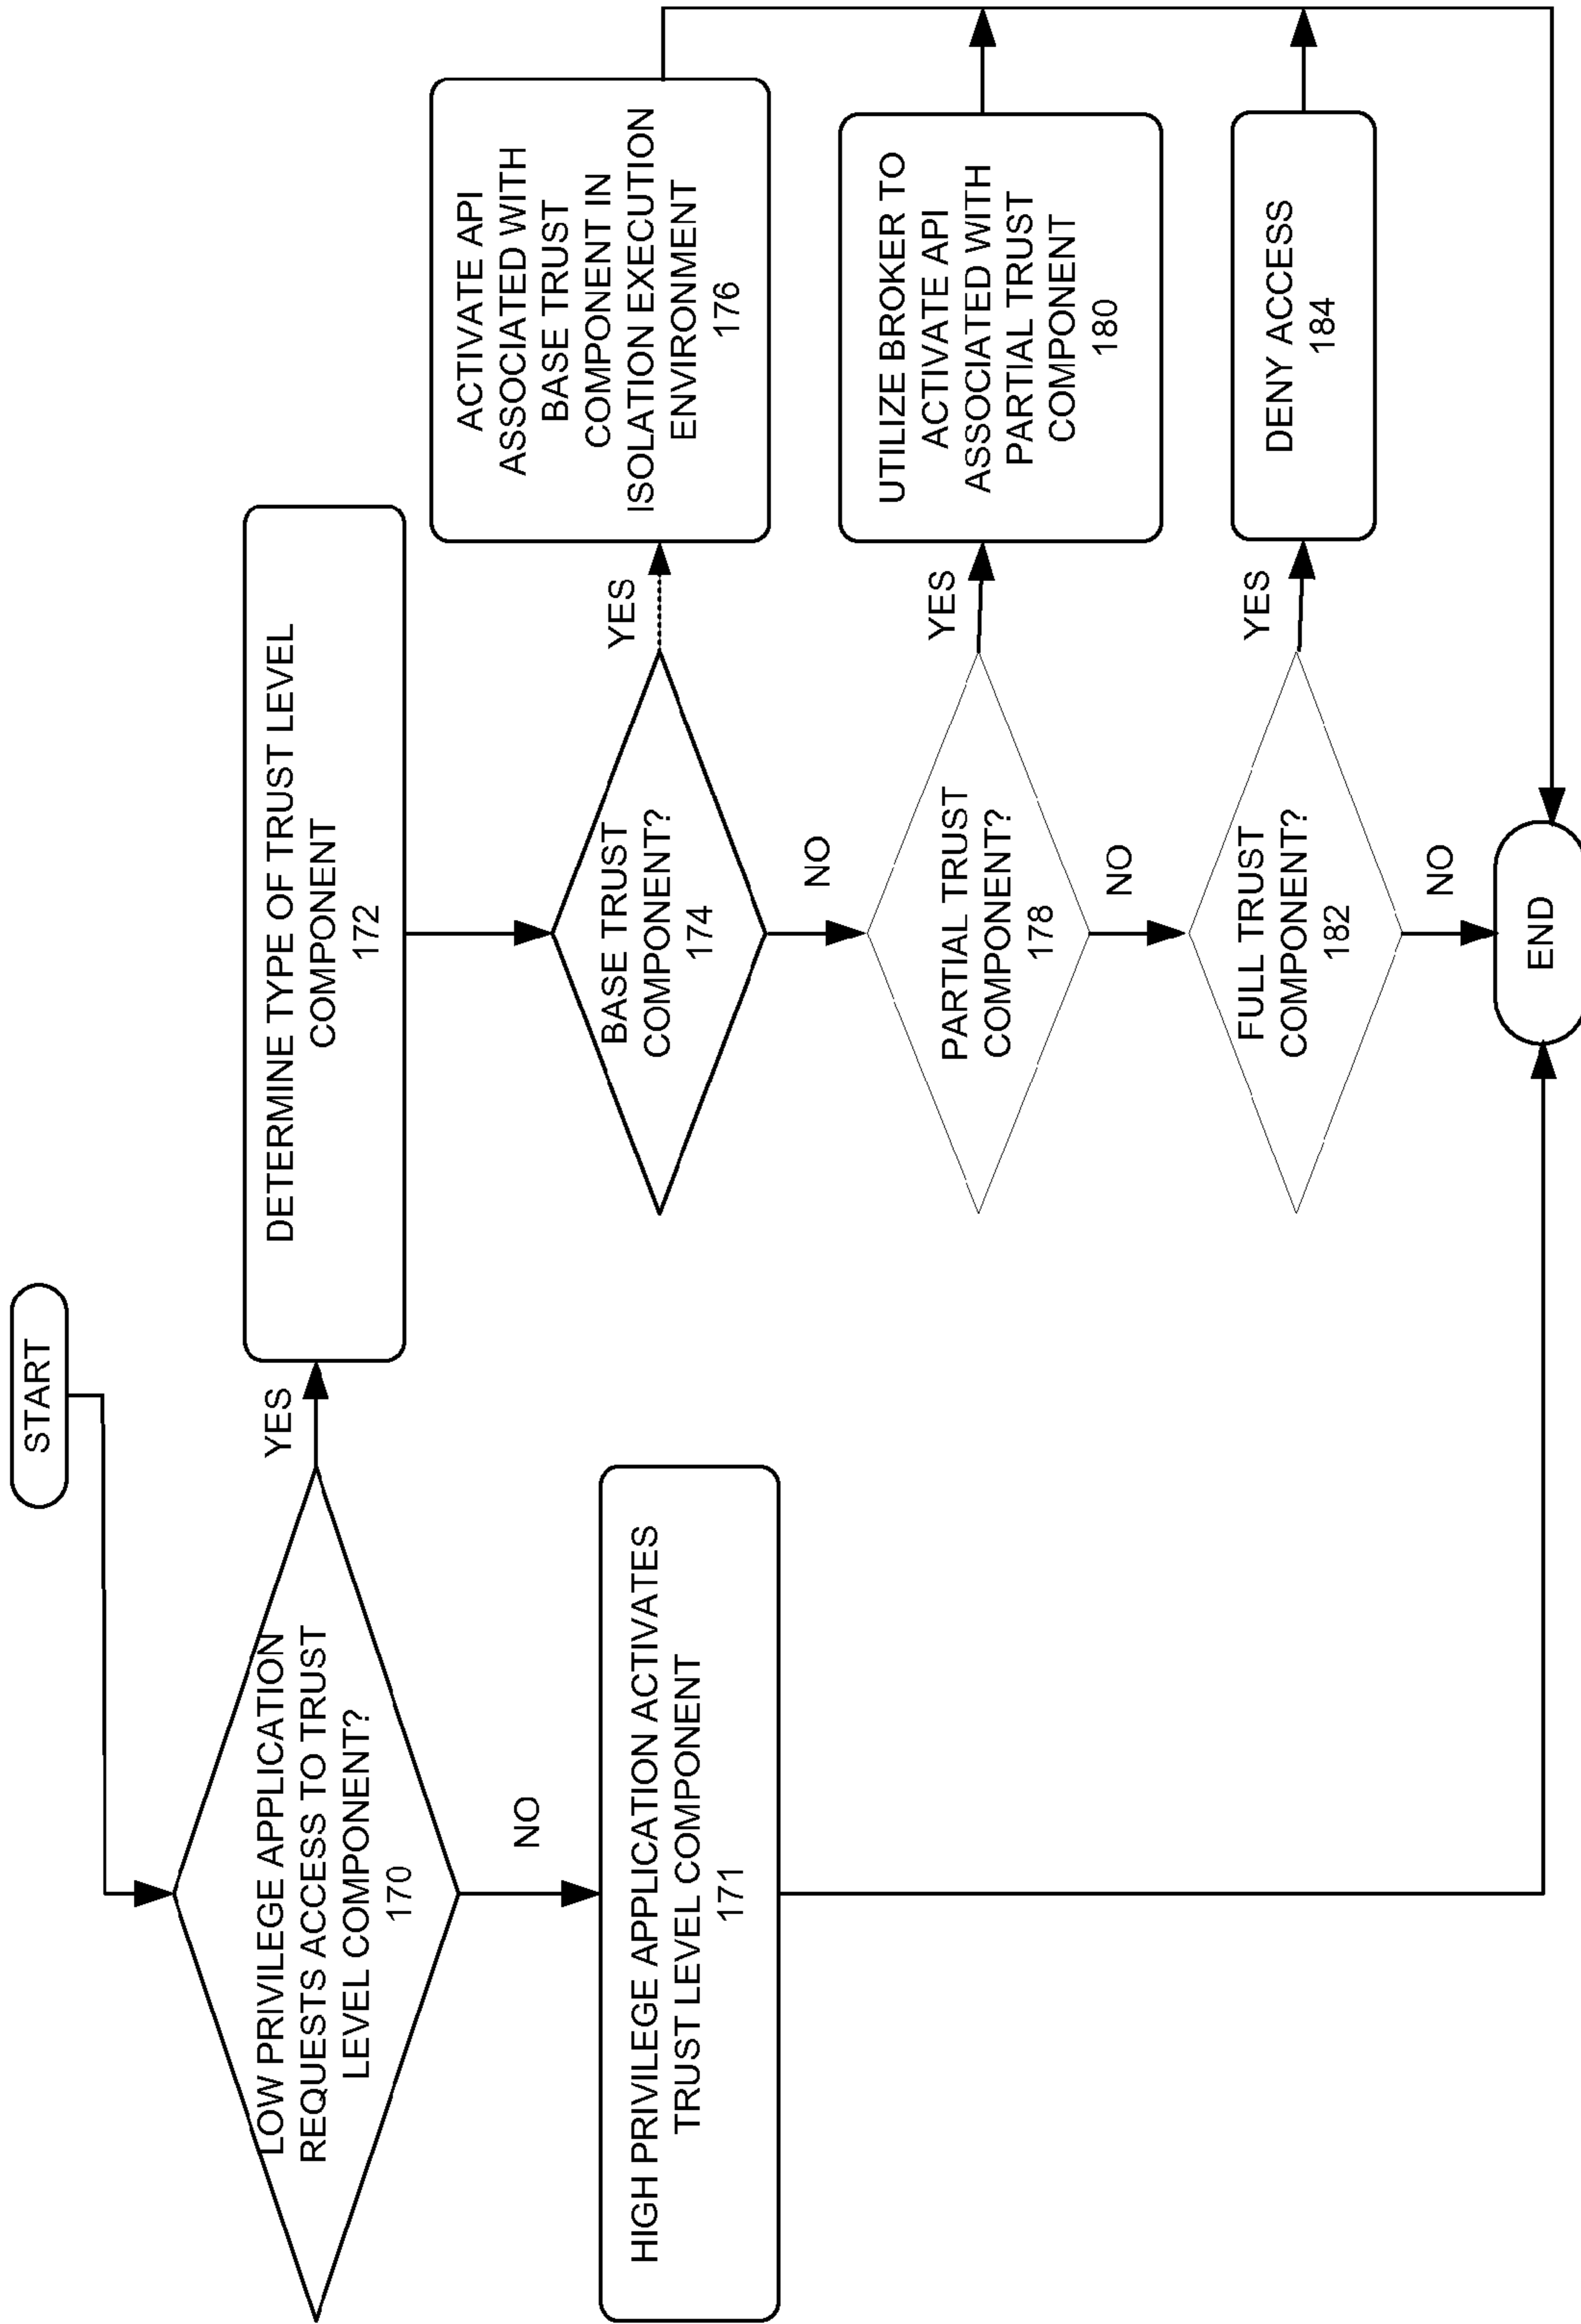 START
LOW PRIVILEGE APPLICATION
REQUESTS ACCESS TO TRUST
LEVEL COMPONENT?
170
YES
DETERMINE TYPE OF TRUST LEVEL
COMPONENT
172
NO
HIGH PRIVILEGE APPLICATION ACTIVATES
TRUST LEVEL COMPONENT
171
BASE TRUST
COMPONENT?
174
YES
ACTIVATE API
ASSOCIATED WITH
BASE TRUST
COMPONENT IN
ISOLATION EXECUTION
ENVIRONMENT
176
NO
PARTIAL TRUST
COMPONENT?
178
YES
UTILIZE BROKER TO
ACTIVATE API
ASSOCIATED WITH
PARTIAL TRUST
COMPONENT
180
NO
FULL TRUST
COMPONENT?
182
YES
DENY ACCESS
184
NO
END